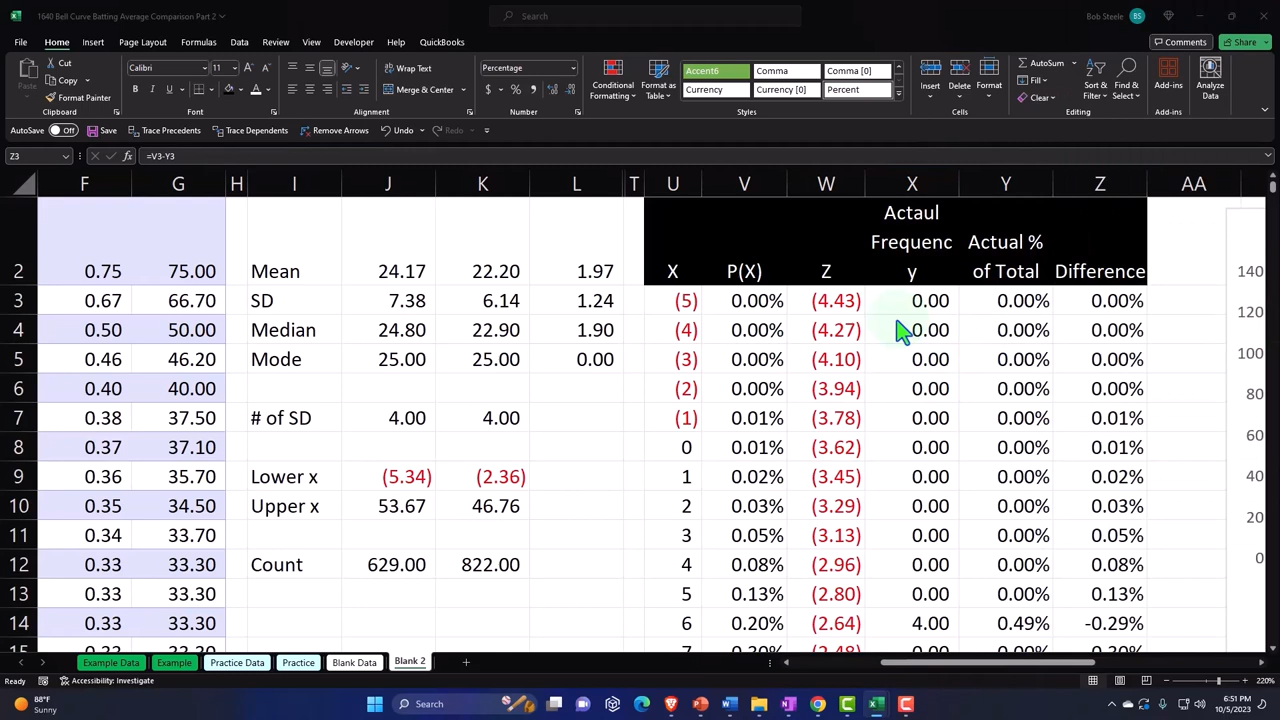 1640 Bell Curve Batting Average Comparison Part 2
Search
Bob Steele BS
File Home Insert Page Layout Formulas Data Review View Developer Help QuickBooks Comments Share
Paste Cut Copy Format Painter
Calibri 11 Wrap Text Merge & Center
Percentage
Conditional Formatting Format as Table
Accent6 Comma Comma [0] Currency Currency [0] Percent
Insert Delete Format
AutoSum Fill Clear Sort & Filter Find & Select Add-ins Analyze Data
Clipboard Font Alignment Number Styles Cells Editing Add-ins
AutoSave Off Save Trace Precedents Trace Dependents Remove Arrows Undo Redo
Z3 fx =V3-Y3
F G H I J K L T U V W X Y Z AA
Actaul
Frequenc Actual %
2 0.75 75.00 Mean 24.17 22.20 1.97 X P(X) Z y of Total Difference 140
3 0.67 66.70 SD 7.38 6.14 1.24 (5) 0.00% (4.43) 0.00 0.00% 0.00%
4 0.50 50.00 Median 24.80 22.90 1.90 (4) 0.00% (4.27) 0.00 0.00% 0.00% 120
5 0.46 46.20 Mode 25.00 25.00 0.00 (3) 0.00% (4.10) 0.00 0.00% 0.00% 100
6 0.40 40.00 (2) 0.00% (3.94) 0.00 0.00% 0.00% 80
7 0.38 37.50 # of SD 4.00 4.00 (1) 0.01% (3.78) 0.00 0.00% 0.01% 60
8 0.37 37.10 0 0.01% (3.62) 0.00 0.00% 0.01%
9 0.36 35.70 Lower x (5.34) (2.36) 1 0.02% (3.45) 0.00 0.00% 0.02% 40
10 0.35 34.50 Upper x 53.67 46.76 2 0.03% (3.29) 0.00 0.00% 0.03% 20
11 0.34 33.70 3 0.05% (3.13) 0.00 0.00% 0.05% 0
12 0.33 33.30 Count 629.00 822.00 4 0.08% (2.96) 0.00 0.00% 0.08%
13 0.33 33.30 5 0.13% (2.80) 0.00 0.00% 0.13%
14 0.33 33.30 6 0.20% (2.64) 4.00 0.49% -0.29%
Example Data Example Practice Data Practice Blank Data Blank 2
Ready Accessibility: Investigate 220%
88°F Sunny Search 6:51 PM 10/5/2023